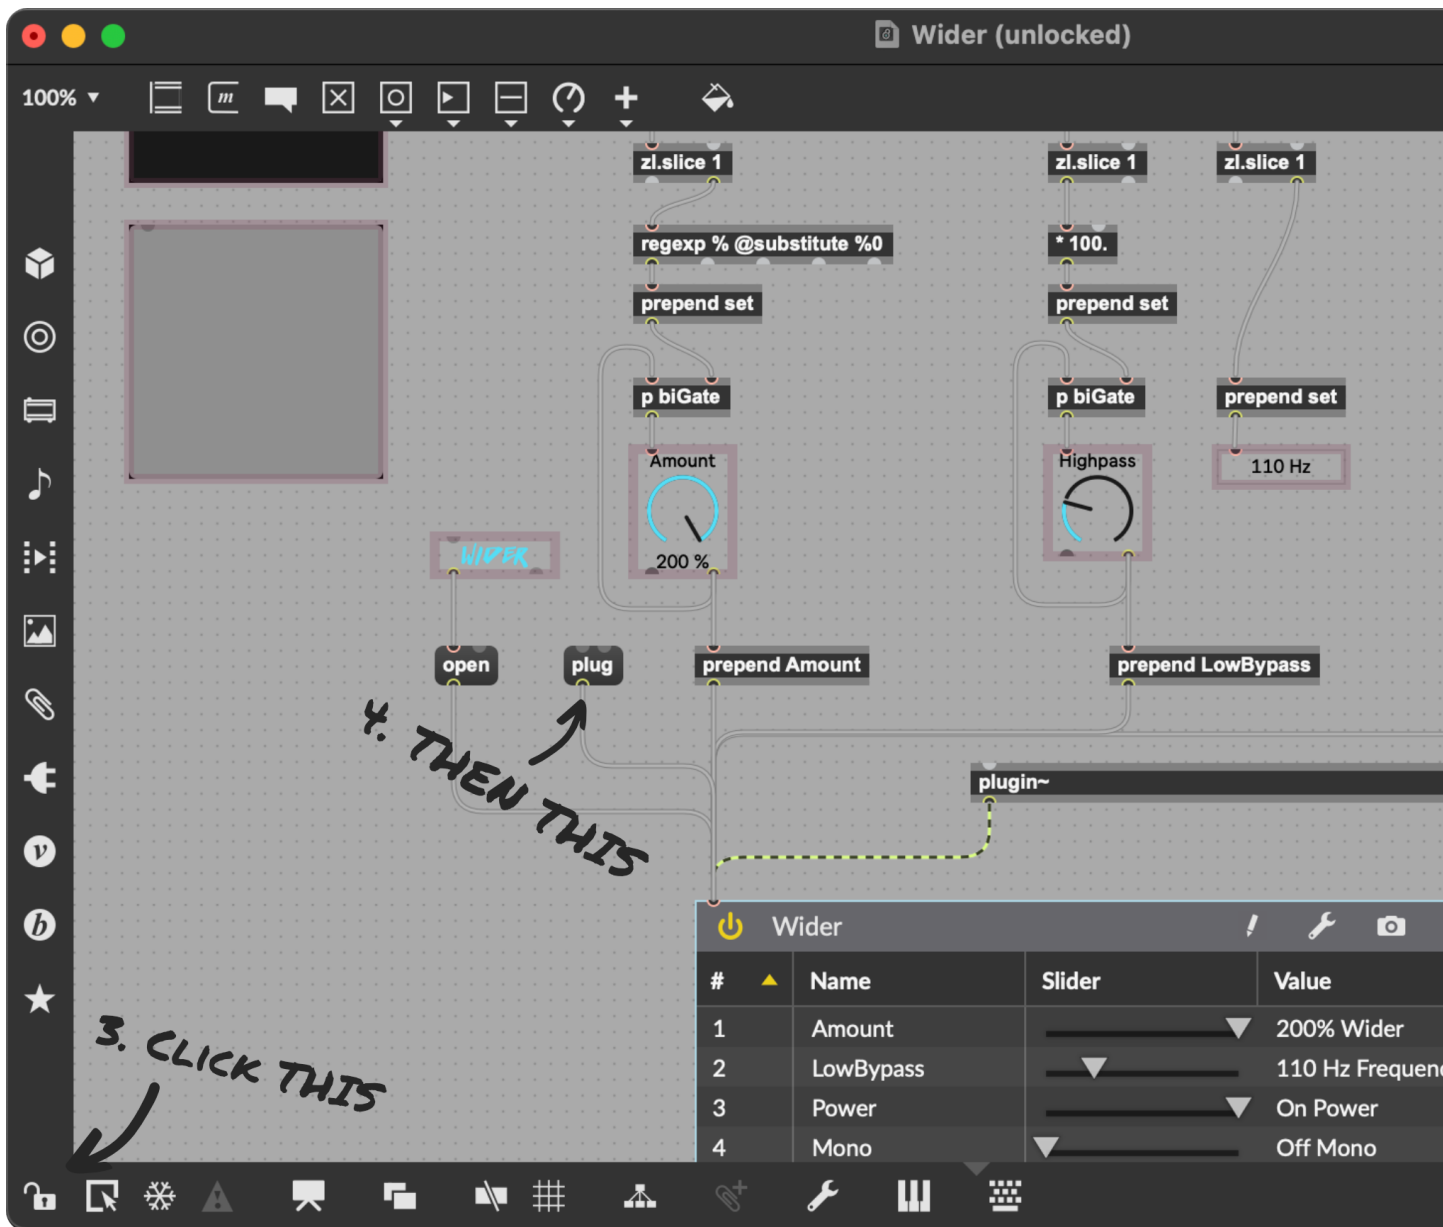 Wider (unlocked)
100%
m
zl.slice 1
zl.slice 1
zl.slice 1
regexp % @substitute %0
* 100.
prepend set
prepend set
p biGate
p biGate
prepend set
Amount
Highpass
110 Hz
WIDER
200 %
open
plug
prepend Amount
prepend LowBypass
4. THEN THIS
plugin~
v
b
Wider
# Name Slider Value
1 Amount 200% Wider
2 LowBypass 110 Hz Frequenc
3 Power On Power
4 Mono Off Mono
3. CLICK THIS